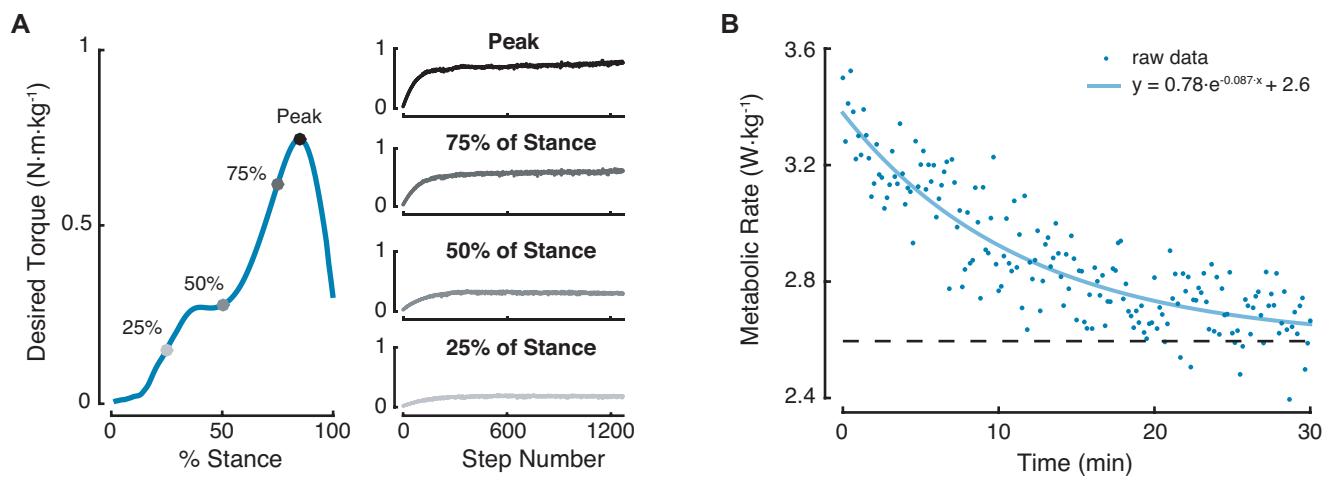 A
Desired Torque (N·m·kg-1)
1
0.5
0
25%
50%
75%
Peak
0
50
100
% Stance
Peak
1
0
75% of Stance
1
0
50% of Stance
1
0
25% of Stance
1
0
0
600
1200
Step Number
B
Metabolic Rate (W·kg-1)
3.6
3.2
2.8
2.4
raw data
y = 0.78·e-0.087·x + 2.6
0
10
20
30
Time (min)